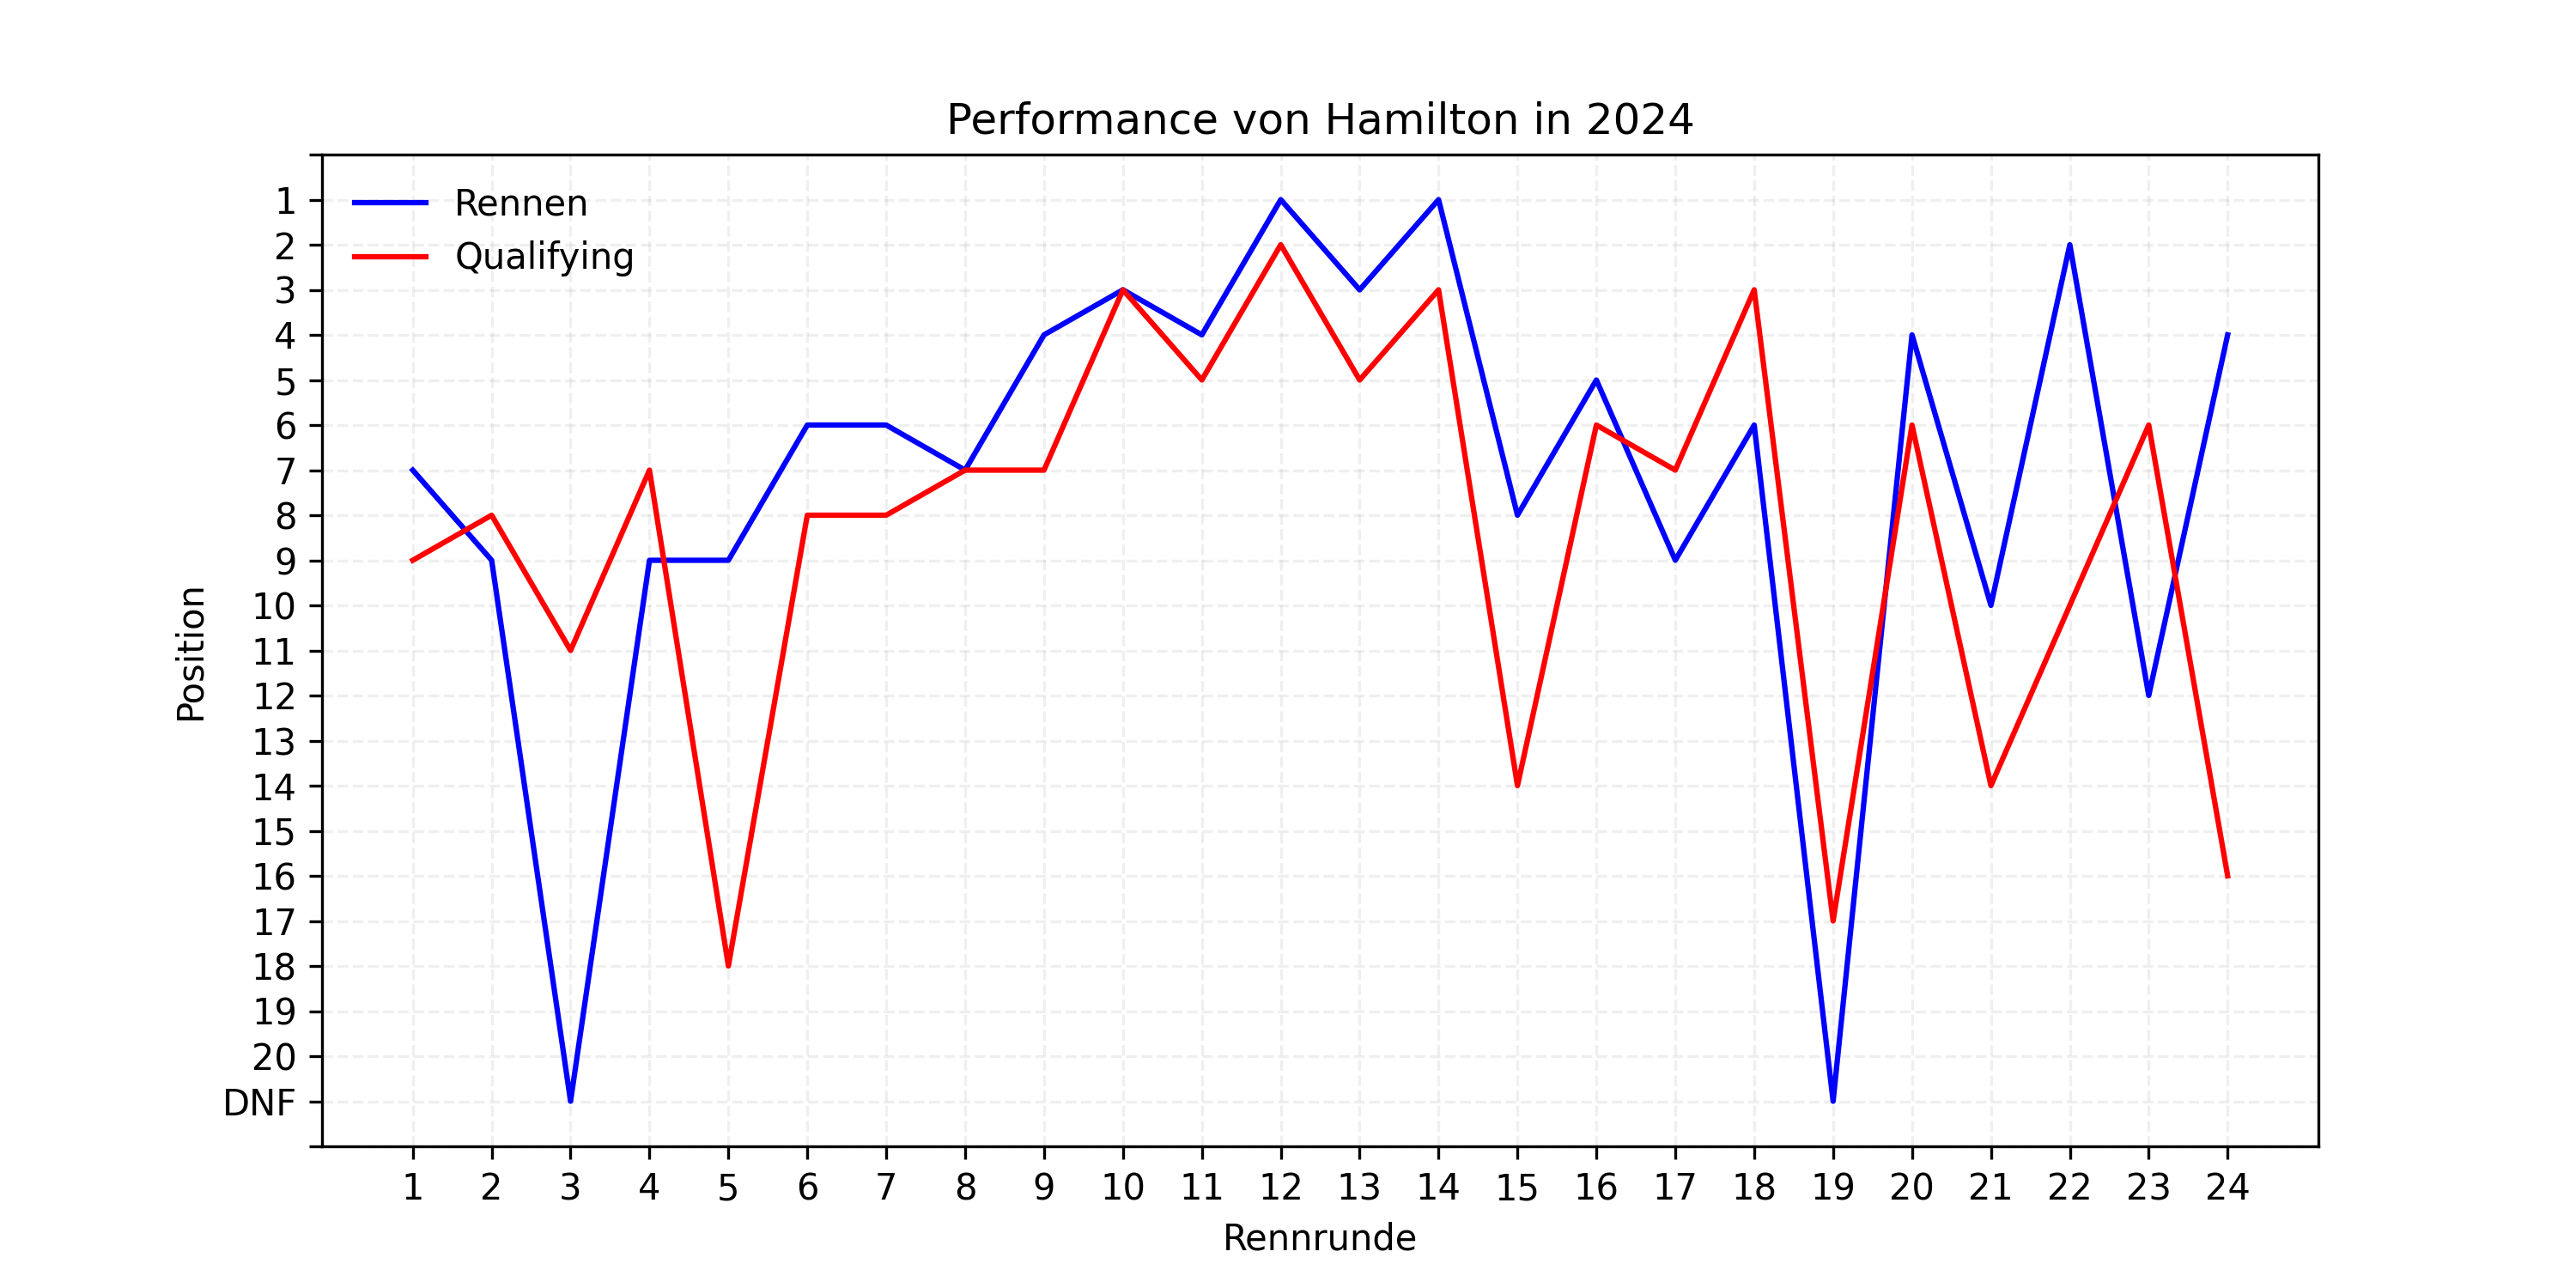 Performance von Hamilton in 2024
Rennen
Qualifying
Position
1
2
3
4
5
6
7
8
9
10
11
12
13
14
15
16
17
18
19
20
DNF
1 2 3 4 5 6 7 8 9 10 11 12 13 14 15 16 17 18 19 20 21 22 23 24
Rennrunde